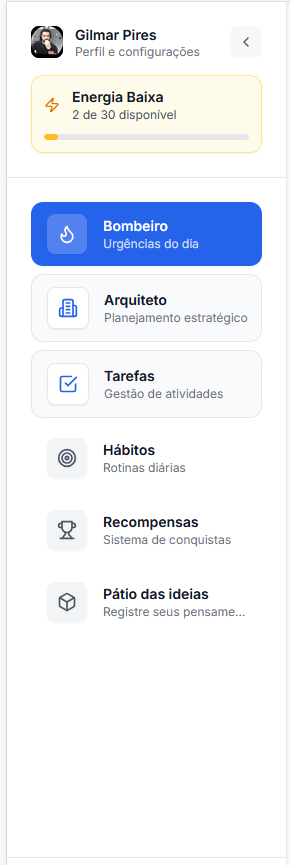 Gilmar Pires
Perfil e configurações
Energia Baixa
2 de 30 disponível
Bombeiro
Urgências do dia
Arquiteto
Planejamento estratégico
Tarefas
Gestão de atividades
Hábitos
Rotinas diárias
Recompensas
Sistema de conquistas
Pátio das ideias
Registre seus pensame...